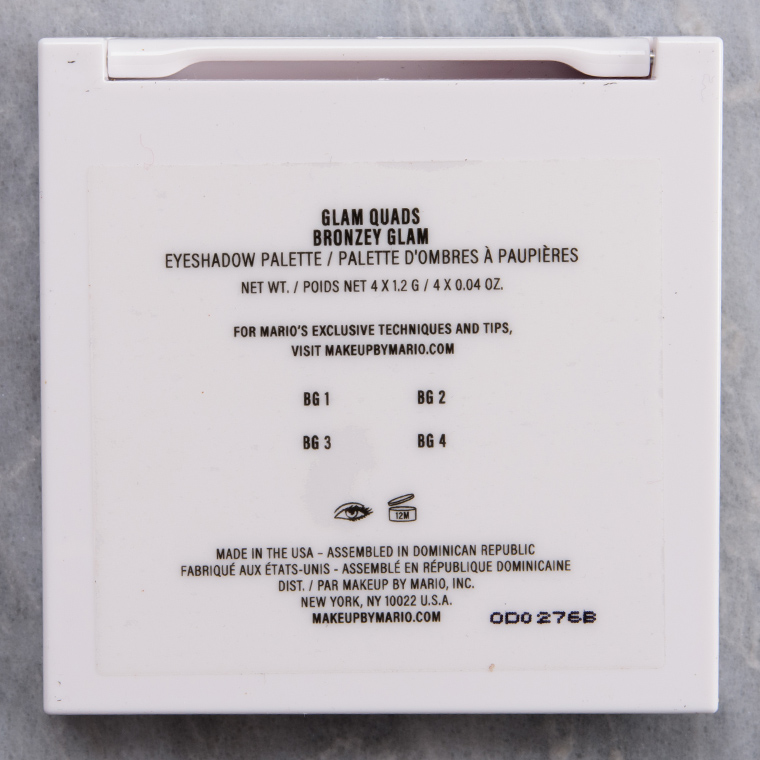 GLAM QUADS
BRONZEY GLAM
EYESHADOW PALETTE / PALETTE D'OMBRES À PAUPIÈRES
NET WT. / POIDS NET 4 X 1.2 G / 4 X 0.04 OZ.
FOR MARIO'S EXCLUSIVE TECHNIQUES AND TIPS,
VISIT MAKEUPBYMARIO.COM
BG 1 BG 2
BG 3 BG 4
12M
MADE IN THE USA - ASSEMBLED IN DOMINICAN REPUBLIC
FABRIQUÉ AUX ÉTATS-UNIS - ASSEMBLÉ EN RÉPUBLIQUE DOMINICAINE
DIST. / PAR MAKEUP BY MARIO, INC.
NEW YORK, NY 10022 U.S.A.
MAKEUPBYMARIO.COM 0D0276B